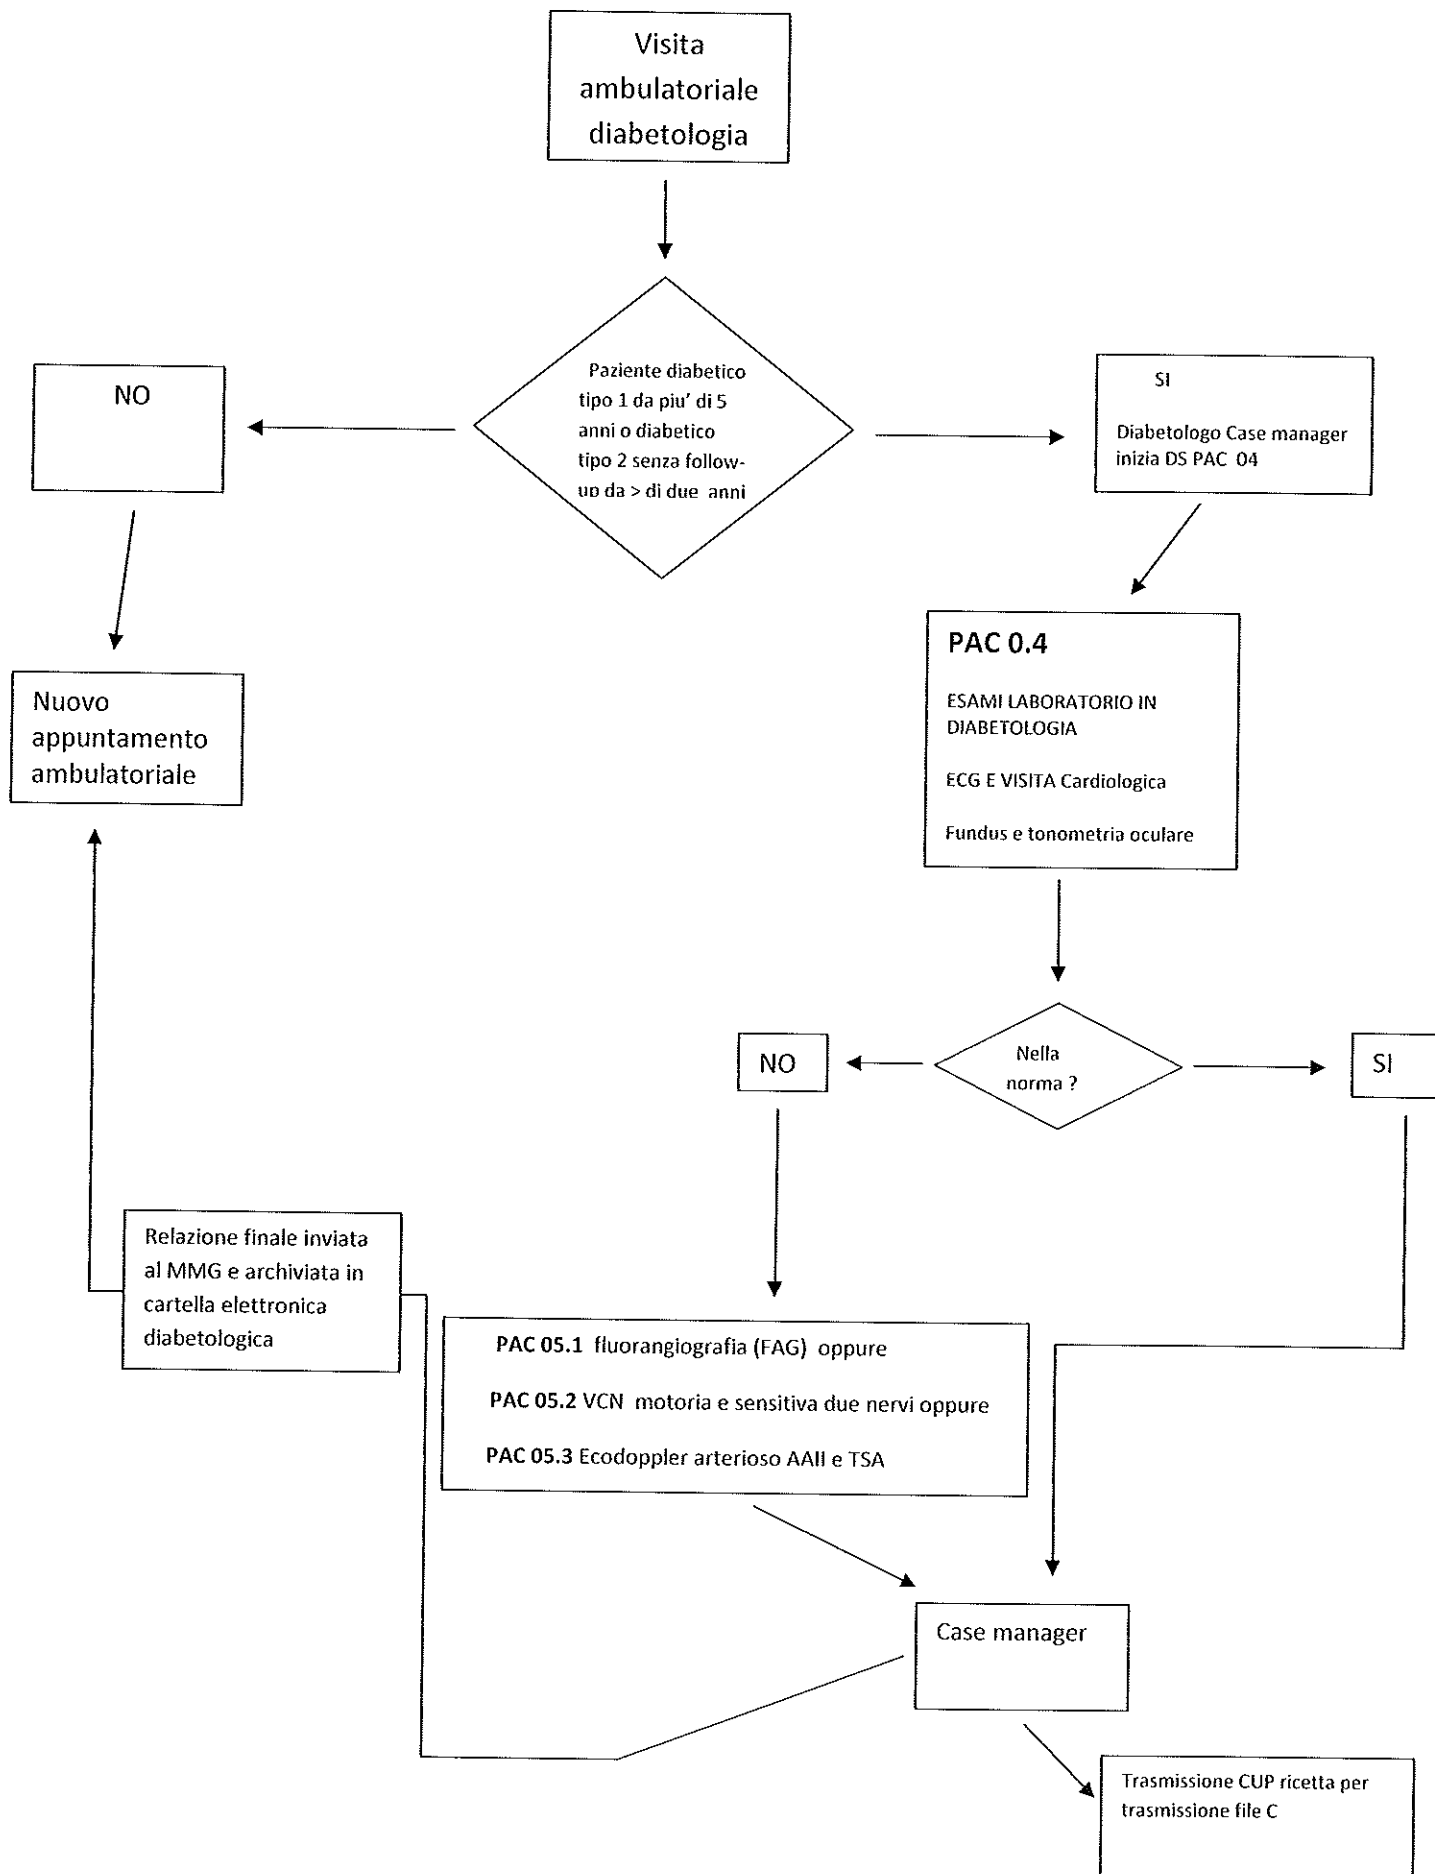 Visita
ambulatoriale
diabetologia
Paziente diabetico
tipo 1 da piu' di 5
anni o diabetico
tipo 2 senza follow-
up da > di due anni
NO
SI
Diabetologo Case manager
inizia DS PAC 04
Nuovo
appuntamento
ambulatoriale
PAC 0.4
ESAMI LABORATORIO IN
DIABETOLOGIA
ECG E VISITA Cardiologica
Fundus e tonometria oculare
NO
Nella
norma ?
SI
Relazione finale inviata
al MMG e archiviata in
cartella elettronica
diabetologica
PAC 05.1 fluorangiografia (FAG) oppure
PAC 05.2 VCN motoria e sensitiva due nervi oppure
PAC 05.3 Ecodoppler arterioso AAII e TSA
Case manager
Trasmissione CUP ricetta per
trasmissione file C